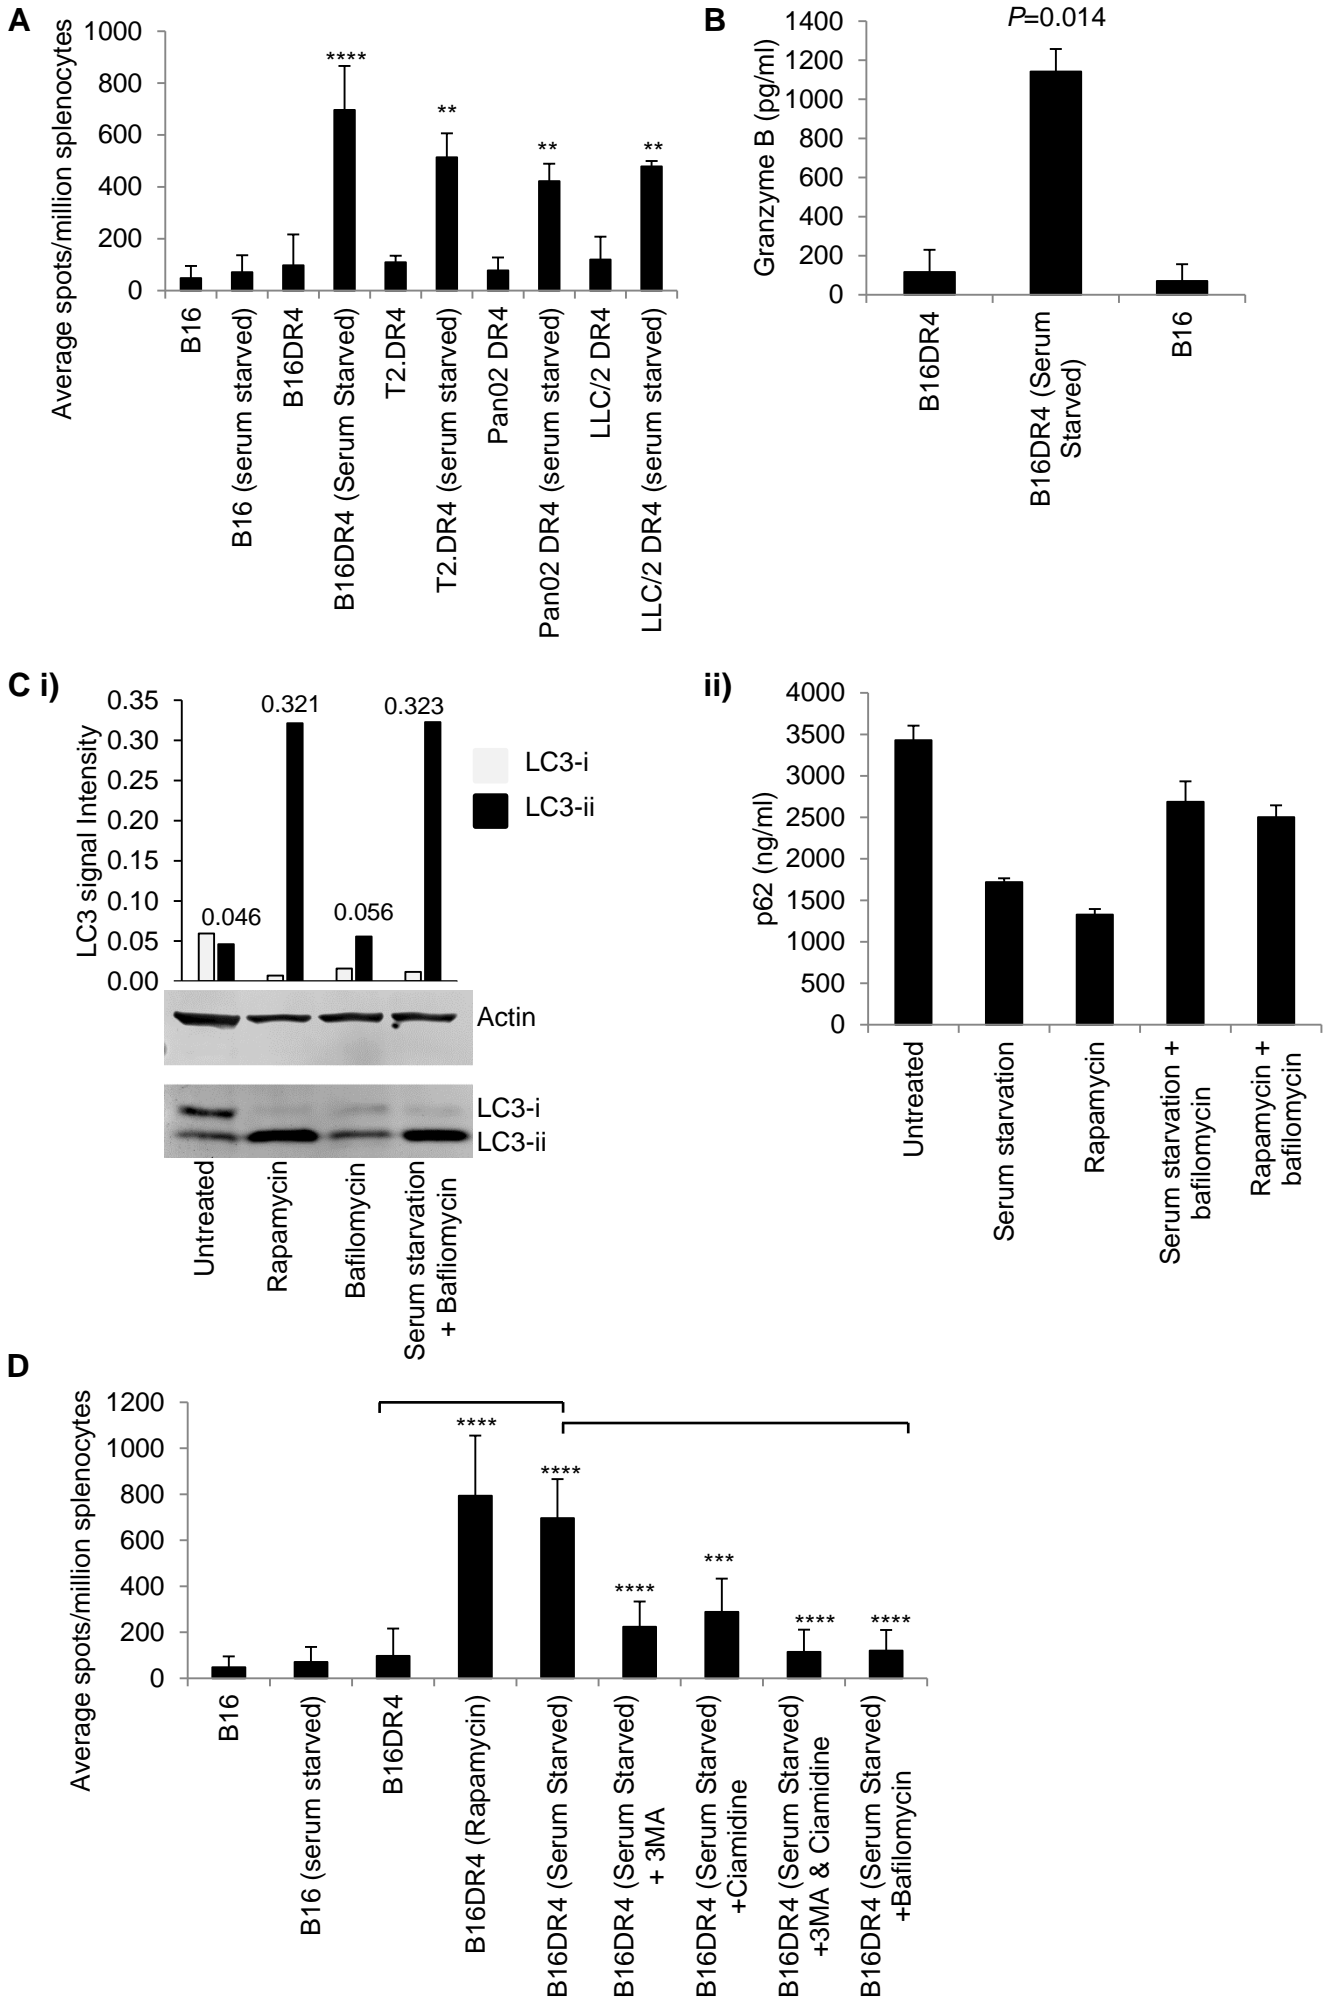 A
Average spots/million splenocytes
1000
800
600
400
200
0
****
**
**
**
B16
B16 (serum starved)
B16DR4
B16DR4 (Serum Starved)
T2.DR4
T2.DR4 (serum starved)
Pan02 DR4
Pan02 DR4 (serum starved)
LLC/2 DR4
LLC/2 DR4 (serum starved)
B
Granzyme B (pg/ml)
1400
1200
1000
800
600
400
200
0
P=0.014
B16DR4
B16DR4 (Serum
Starved)
B16
C i)
LC3 signal Intensity
0.35
0.30
0.25
0.20
0.15
0.10
0.05
0.00
0.046
0.321
0.056
0.323
LC3-i
LC3-ii
Actin
LC3-i
LC3-ii
Untreated
Rapamycin
Bafilomycin
Serum starvation
+ Bafliomycin
ii)
p62 (ng/ml)
4000
3500
3000
2500
2000
1500
1000
500
0
Untreated
Serum starvation
Rapamycin
Serum starvation +
bafilomycin
Rapamycin +
bafilomycin
D
Average spots/million splenocytes
1200
1000
800
600
400
200
0
****
****
****
***
****
****
B16
B16 (serum starved)
B16DR4
B16DR4 (Rapamycin)
B16DR4 (Serum Starved)
B16DR4 (Serum Starved)
+ 3MA
B16DR4 (Serum Starved)
+Ciamidine
B16DR4 (Serum Starved)
+3MA & Ciamidine
B16DR4 (Serum Starved)
+Bafilomycin